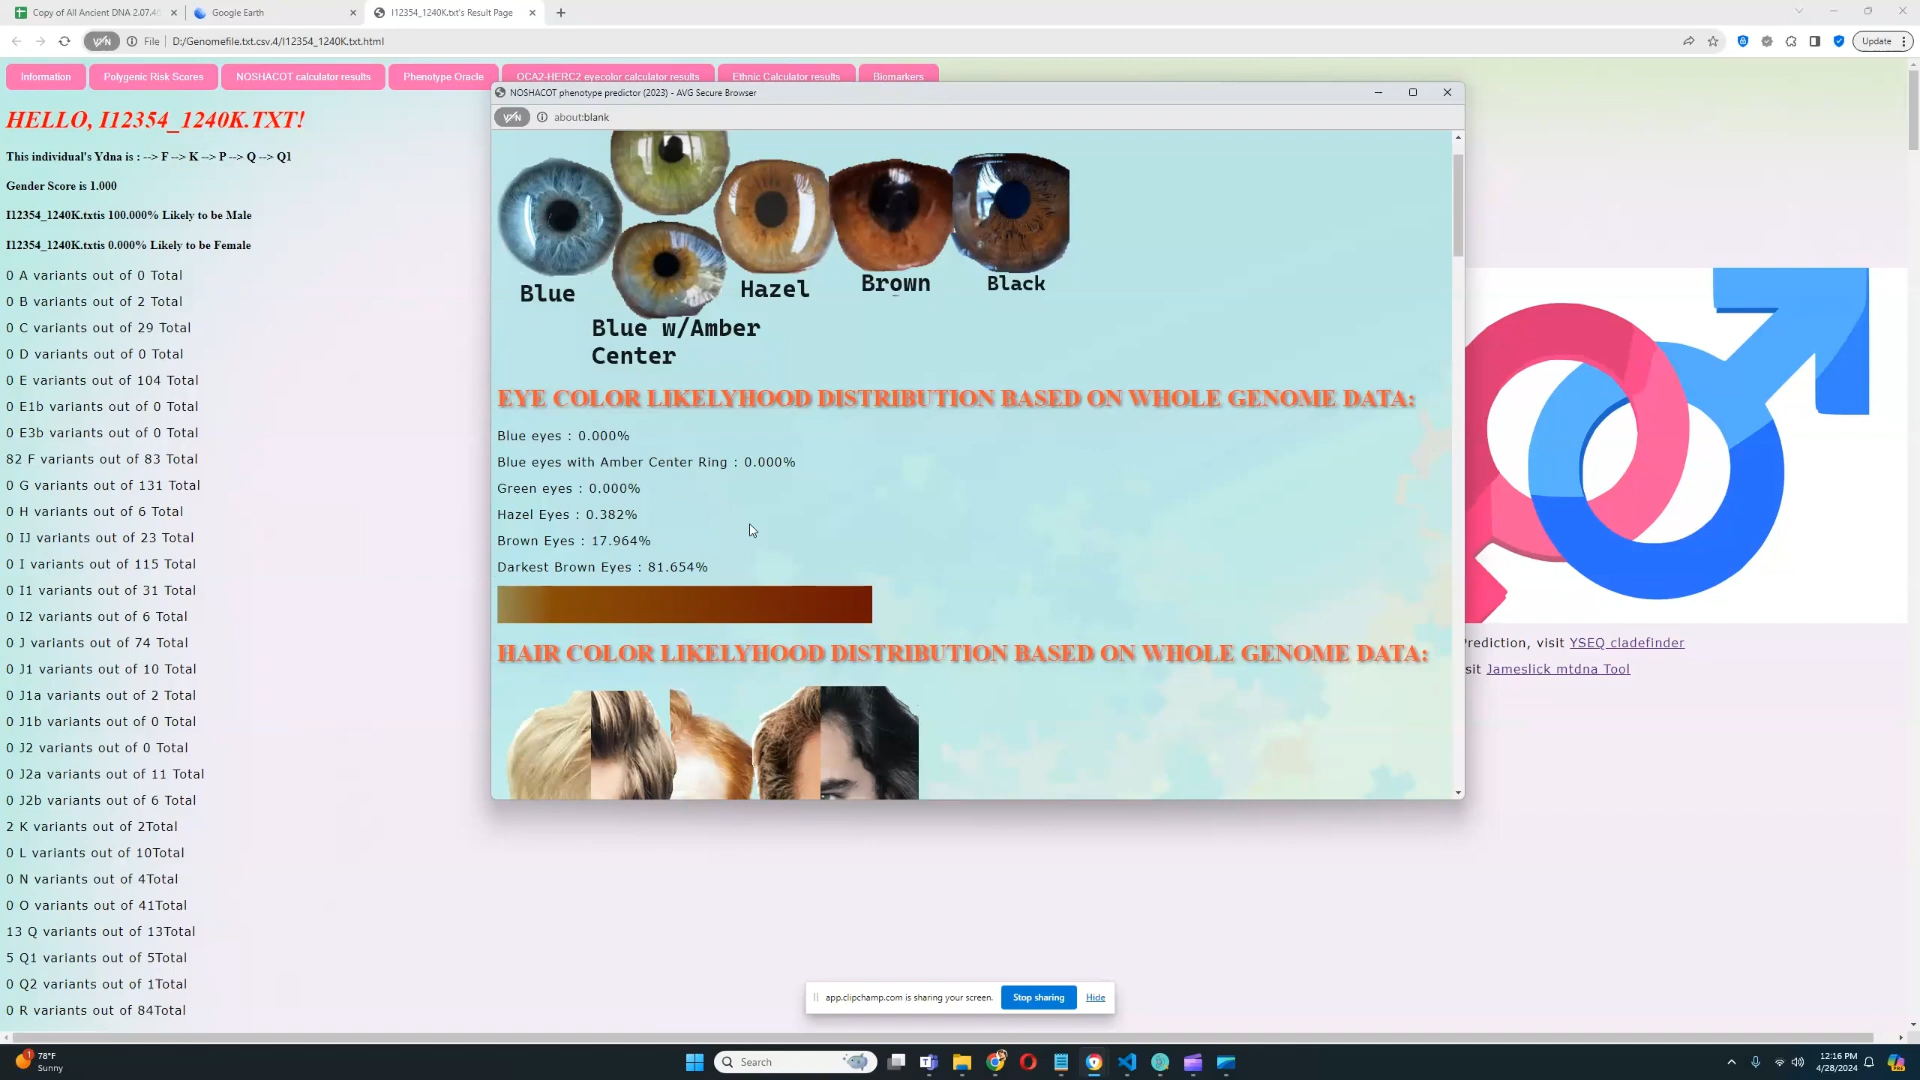 Copy of All Ancient DNA 2.07.46
Google Earth
I12354_1240K.txt's Result Page
File
D:/Genomefile.txt.csv.4/I12354_1240K.txt.html
Update
Information
Polygenic Risk Scores
NOSHACOT calculator results
Phenotype Oracle
OCA2-HERC2 eyecolor calculator results
Ethnic Calculator results
Biomarkers
HELLO, I12354_1240K.TXT!
This individual's Ydna is : --> F --> K --> P --> Q --> Q1
Gender Score is 1.000
I12354_1240K.txtis 100.000% Likely to be Male
I12354_1240K.txtis 0.000% Likely to be Female
0 A variants out of 0 Total
0 B variants out of 2 Total
0 C variants out of 29 Total
0 D variants out of 0 Total
0 E variants out of 104 Total
0 E1b variants out of 0 Total
0 E3b variants out of 0 Total
82 F variants out of 83 Total
0 G variants out of 131 Total
0 H variants out of 6 Total
0 IJ variants out of 23 Total
0 I variants out of 115 Total
0 I1 variants out of 31 Total
0 I2 variants out of 6 Total
0 J variants out of 74 Total
0 J1 variants out of 10 Total
0 J1a variants out of 2 Total
0 J1b variants out of 0 Total
0 J2 variants out of 0 Total
0 J2a variants out of 11 Total
0 J2b variants out of 6 Total
2 K variants out of 2Total
0 L variants out of 10Total
0 N variants out of 4Total
0 O variants out of 41Total
13 Q variants out of 13Total
5 Q1 variants out of 5Total
0 Q2 variants out of 1Total
0 R variants out of 84Total
NOSHACOT phenotype predictor (2023) - AVG Secure Browser
about:blank
Blue
Hazel
Brown
Black
Blue w/Amber
Center
EYE COLOR LIKELYHOOD DISTRIBUTION BASED ON WHOLE GENOME DATA:
Blue eyes : 0.000%
Blue eyes with Amber Center Ring : 0.000%
Green eyes : 0.000%
Hazel Eyes : 0.382%
Brown Eyes : 17.964%
Darkest Brown Eyes : 81.654%
HAIR COLOR LIKELYHOOD DISTRIBUTION BASED ON WHOLE GENOME DATA:
Prediction, visit YSEQ cladefinder
sit Jameslick mtdna Tool
app.clipchamp.com is sharing your screen.
Stop sharing
Hide
1
78°F
Sunny
Search
12:16 PM
4/28/2024